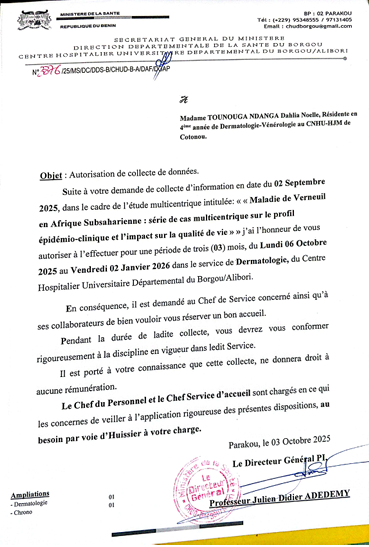 MINISTERE DE LA SANTE
REPUBLIQUE DU BENIN
BP : 02 PARAKOU
Tél : (+229) 95348555 / 97131405
Email : chudborgou@gmail.com
SECRETARIAT GENERAL DU MINISTERE
DIRECTION DEPARTEMENTALE DE LA SANTE DU BORGOU
CENTRE HOSPITALIER UNIVERSITAIRE DEPARTEMENTAL DU BORGOU/ALIBORI
N° /25/MS/DC/DDS-B/CHUD-B-A/DAF/
A
Madame TOUNOUGA NDANGA Dahlia Noelle, Résidente en
4ème année de Dermatologie-Vénérologie au CNHU-HJM de
Cotonou.
Objet : Autorisation de collecte de données.
Suite à votre demande de collecte d'information en date du 02 Septembre
2025, dans le cadre de l'étude multicentrique intitulée: « « Maladie de Verneuil
en Afrique Subsaharienne : série de cas multicentrique sur le profil
épidémio-clinique et l'impact sur la qualité de vie » » j'ai l'honneur de vous
autoriser à l'effectuer pour une période de trois (03) mois, du Lundi 06 Octobre
2025 au Vendredi 02 Janvier 2026 dans le service de Dermatologie, du Centre
Hospitalier Universitaire Départemental du Borgou/Alibori.
En conséquence, il est demandé au Chef de Service concerné ainsi qu'à
ses collaborateurs de bien vouloir vous réserver un bon accueil.
Pendant la durée de ladite collecte, vous devrez vous conformer
rigoureusement à la discipline en vigueur dans ledit Service.
Il est porté à votre connaissance que cette collecte, ne donnera droit à
aucune rémunération.
Le Chef du Personnel et le Chef Service d'accueil sont chargés en ce qui
les concernes de veiller à l'application rigoureuse des présentes dispositions, au
besoin par voie d'Huissier à votre charge.
Parakou, le 03 Octobre 2025
Le Directeur Général PI,
Ministère de la Santé
Le
Directeur
Général
Professeur Julien Didier ADEDEMY
Ampliations
- Dermatologie 01
- Chrono 01